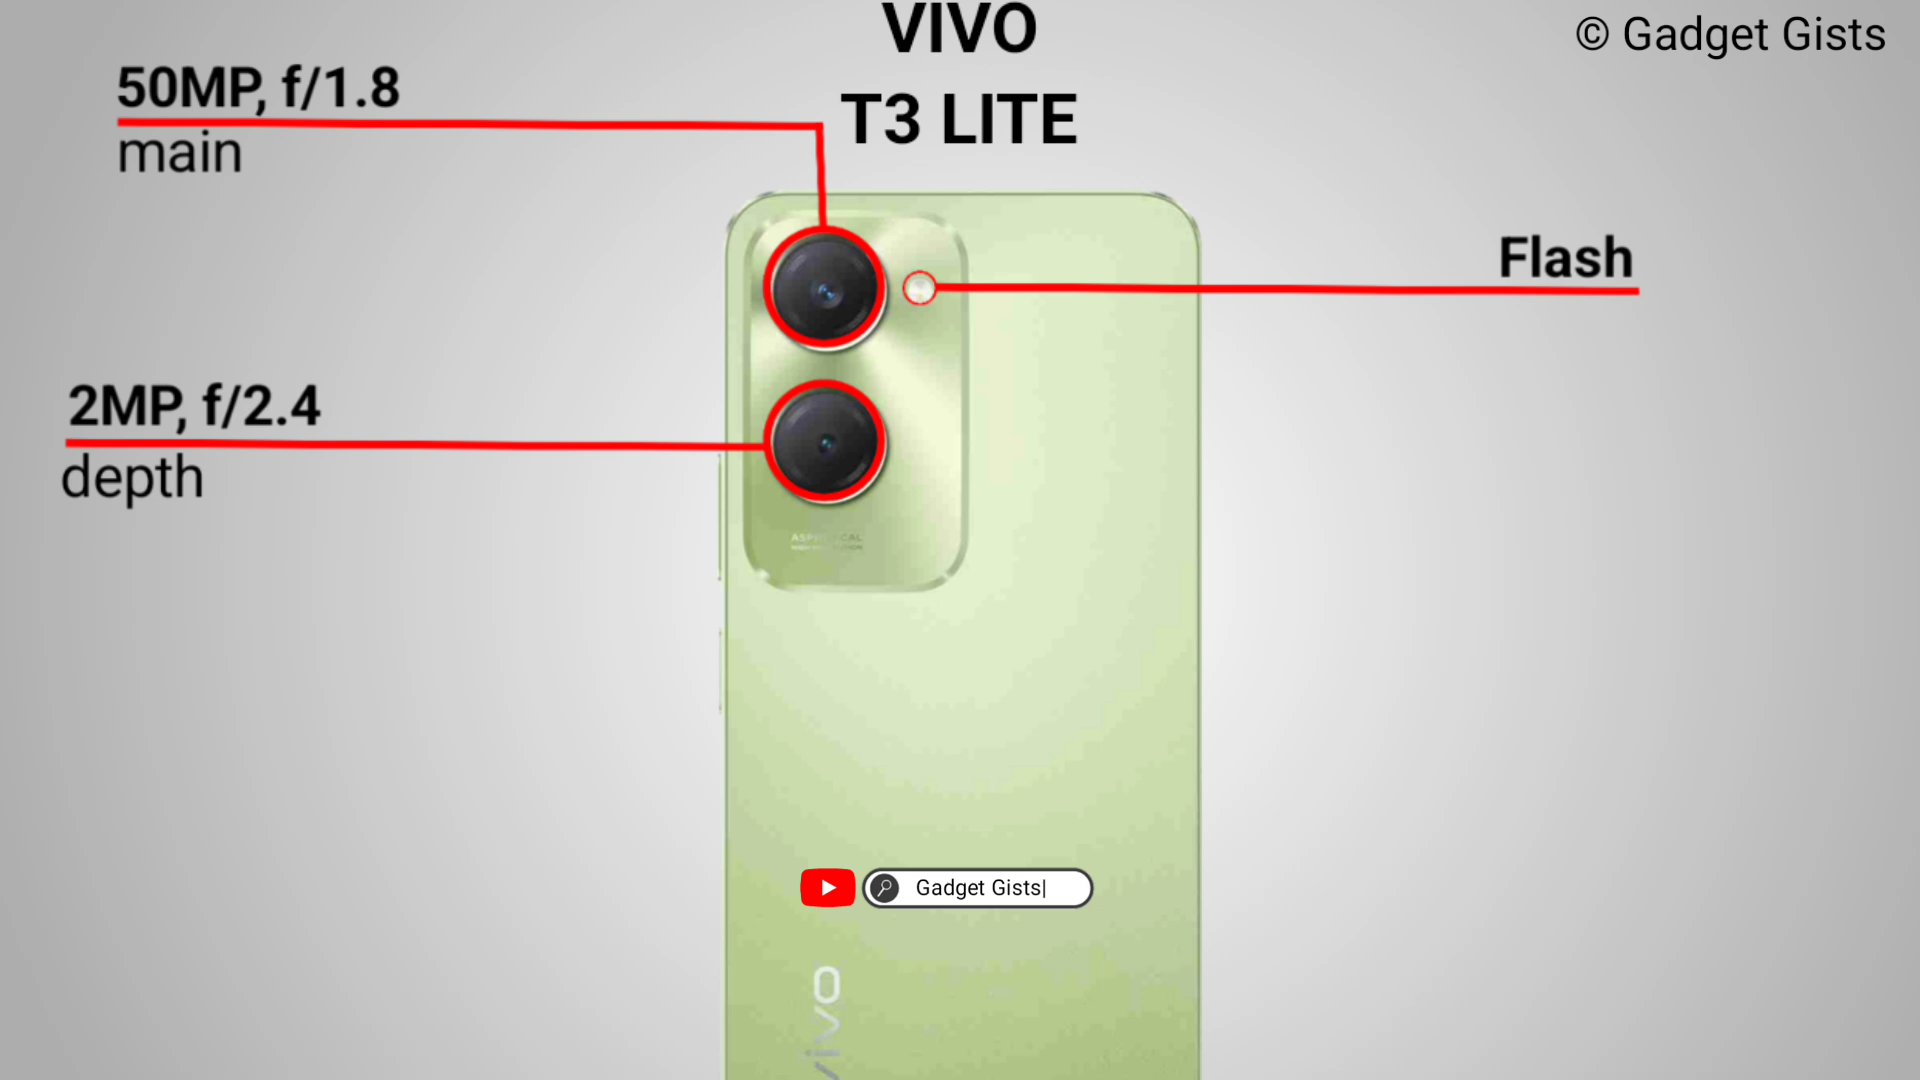 VIVO
T3 LITE
© Gadget Gists
50MP, f/1.8
main
Flash
2MP, f/2.4
depth
Gadget Gists|
vivo